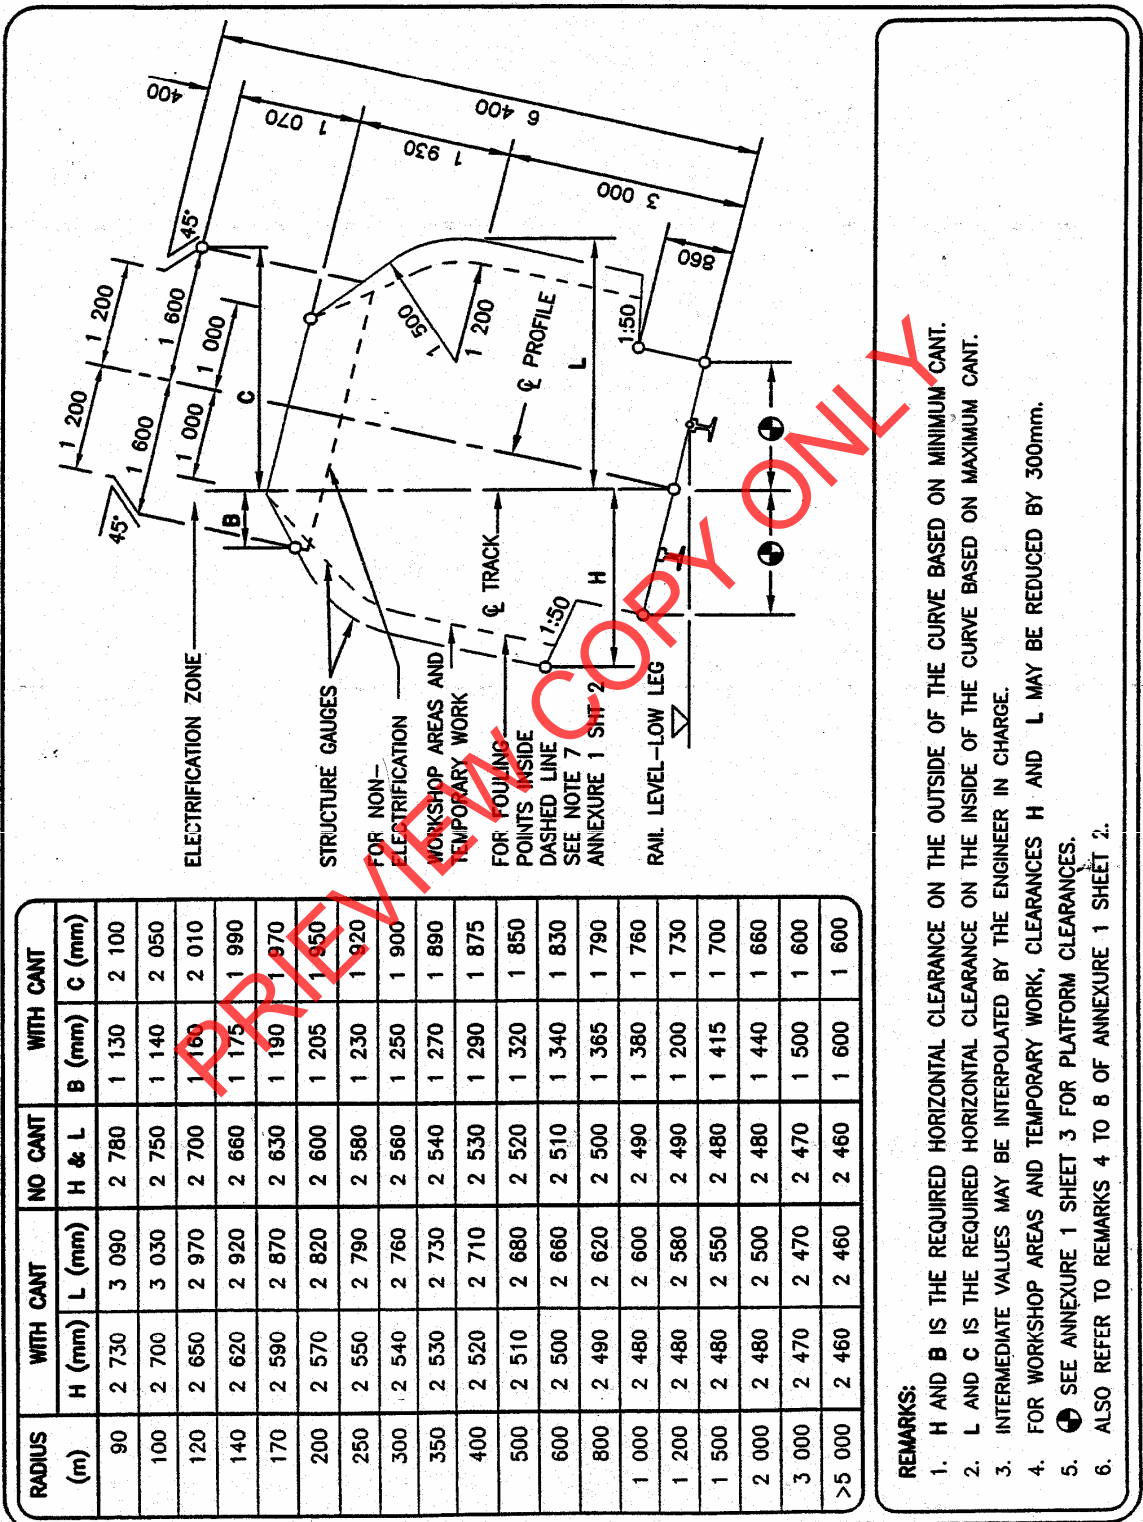 RADIUS WITH CANT NO CANT WITH CANT
(m) H (mm) L (mm) H & L B (mm) C (mm)
90 2 730 3 090 2 780 1 130 2 100
100 2 700 3 030 2 750 1 140 2 050
120 2 650 2 970 2 700 1 160 2 010
140 2 620 2 920 2 660 1 175 1 990
170 2 590 2 870 2 630 1 190 1 970
200 2 570 2 820 2 600 1 205 1 950
250 2 550 2 790 2 580 1 230 1 920
300 2 540 2 760 2 560 1 250 1 900
350 2 530 2 730 2 540 1 270 1 890
400 2 520 2 710 2 530 1 290 1 875
500 2 510 2 680 2 520 1 320 1 850
600 2 500 2 660 2 510 1 340 1 830
800 2 490 2 620 2 500 1 365 1 790
1 000 2 480 2 600 2 490 1 380 1 760
1 200 2 480 2 580 2 490 1 200 1 730
1 500 2 480 2 550 2 480 1 415 1 700
2 000 2 480 2 500 2 480 1 440 1 660
3 000 2 470 2 470 2 470 1 500 1 600
>5 000 2 460 2 460 2 460 1 600 1 600
ELECTRIFICATION ZONE
STRUCTURE GAUGES
FOR NON-
ELECTRIFICATION
WORKSHOP AREAS AND
TEMPORARY WORK
FOR FOULING
POINTS INSIDE
DASHED LINE
SEE NOTE 7
ANNEXURE 1 SHT 2
RAIL LEVEL-LOW LEG
1 200
1 200
1 600
1 600
1 000
1 000
45°
45°
B
C
400
1 070
1 930
6 400
3 000
860
1 500
1 200
℄ PROFILE
℄ TRACK
L
H
1:50
1:50
REMARKS:
1. H AND B IS THE REQUIRED HORIZONTAL CLEARANCE ON THE OUTSIDE OF THE CURVE BASED ON MINIMUM CANT.
2. L AND C IS THE REQUIRED HORIZONTAL CLEARANCE ON THE INSIDE OF THE CURVE BASED ON MAXIMUM CANT.
3. INTERMEDIATE VALUES MAY BE INTERPOLATED BY THE ENGINEER IN CHARGE.
4. FOR WORKSHOP AREAS AND TEMPORARY WORK, CLEARANCES H AND L MAY BE REDUCED BY 300mm.
5. SEE ANNEXURE 1 SHEET 3 FOR PLATFORM CLEARANCES.
6. ALSO REFER TO REMARKS 4 TO 8 OF ANNEXURE 1 SHEET 2.
PREVIEW COPY ONLY